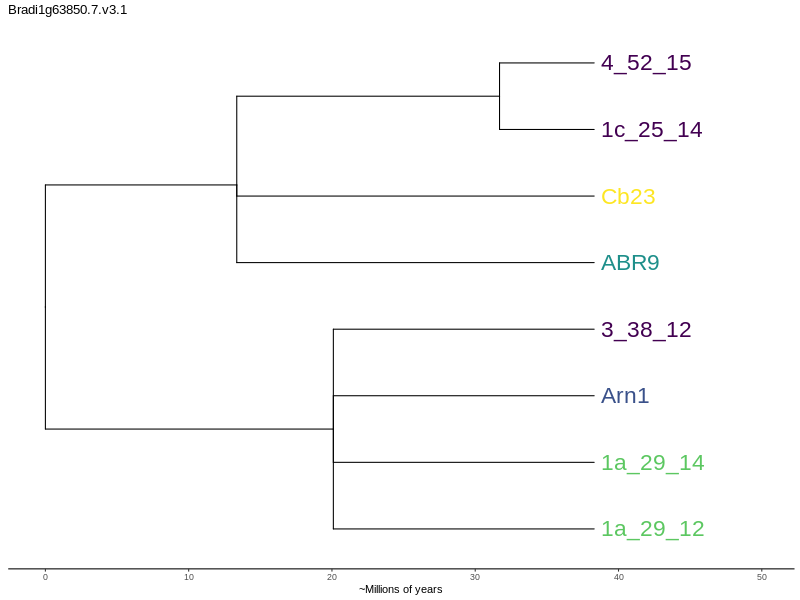 Bradi1g63850.7.v3.1
4_52_15
1c_25_14
Cb23
ABR9
3_38_12
Arn1
1a_29_14
1a_29_12
0 10 20 30 40 50
~Millions of years